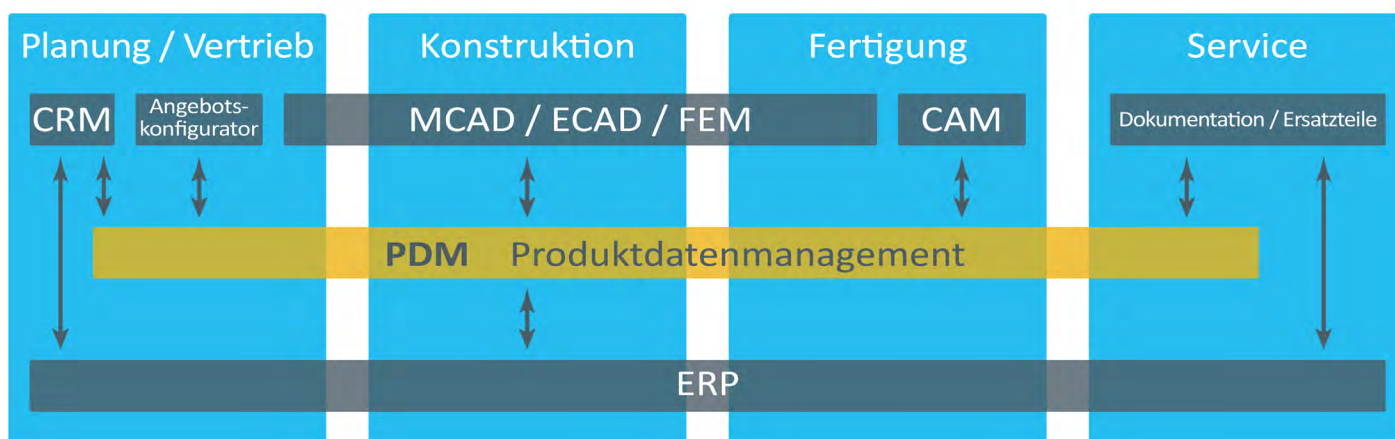 Planung / Vertrieb
Konstruktion
Fertigung
Service
CRM
Angebots-
konfigurator
MCAD / ECAD / FEM
CAM
Dokumentation / Ersatzteile
PDM Produktdatenmanagement
ERP